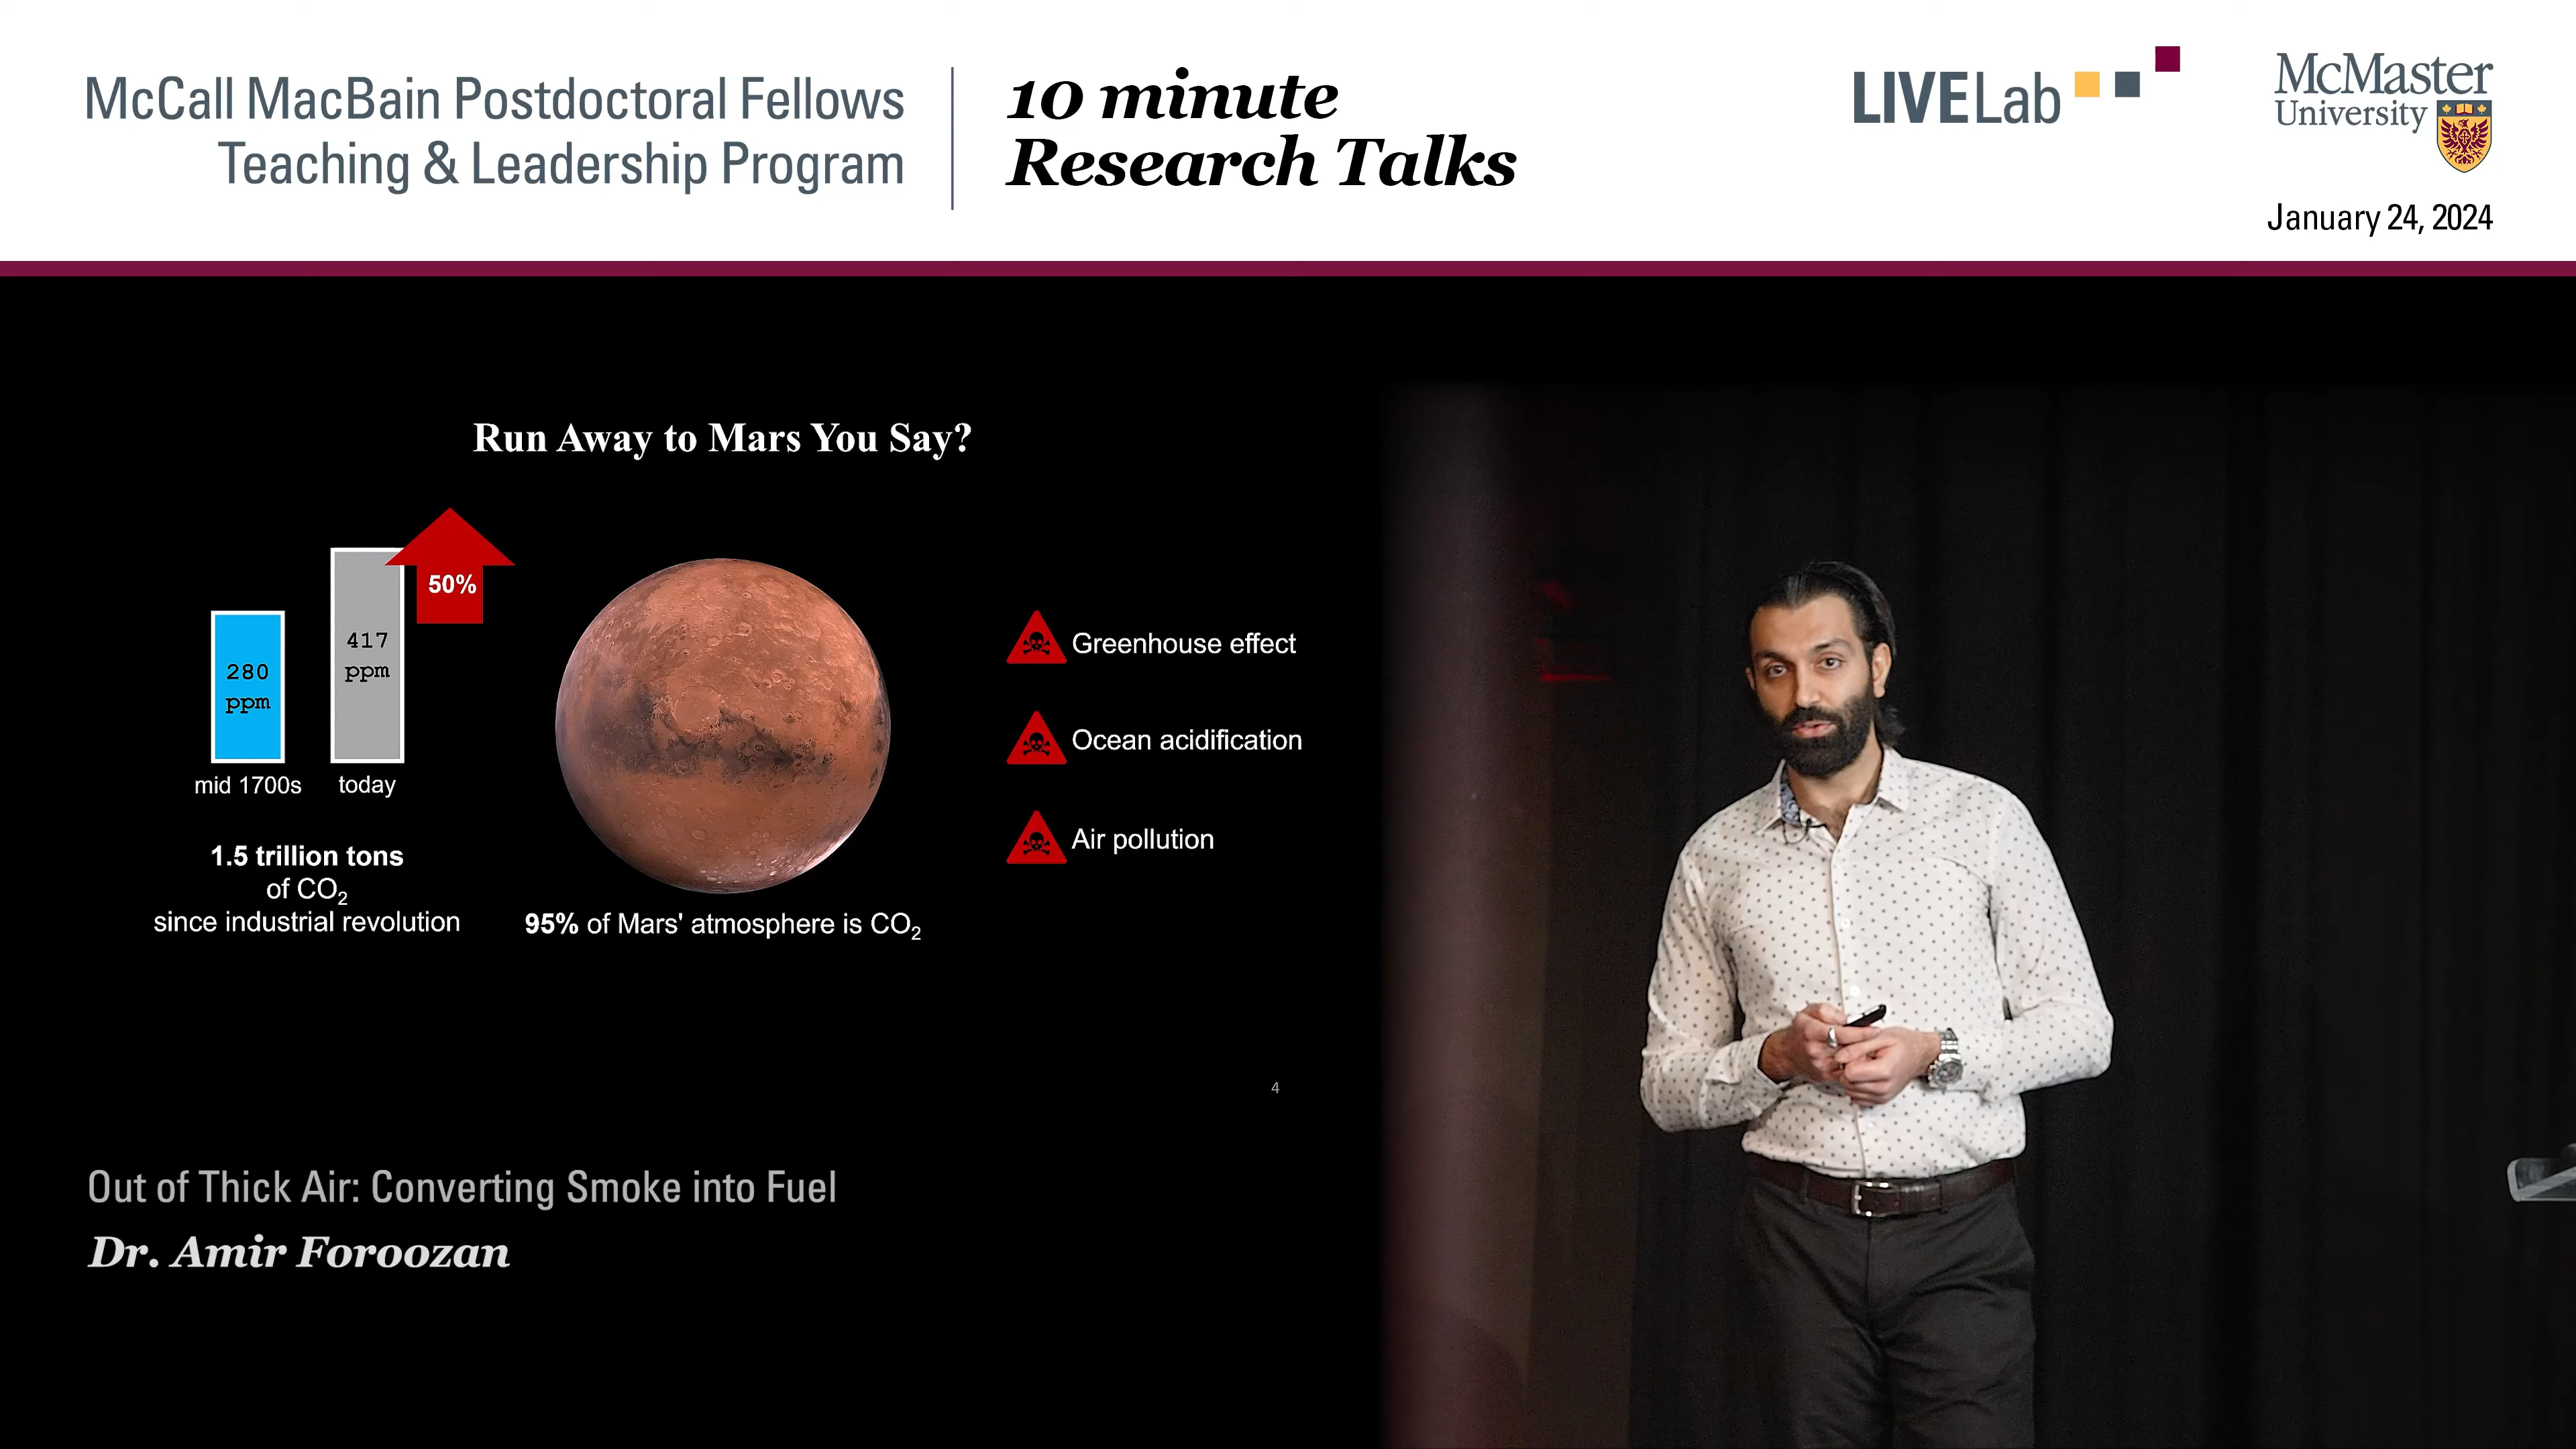 McCall MacBain Postdoctoral Fellows
Teaching & Leadership Program
10 minute
Research Talks
LIVELab
McMaster
University
January 24, 2024
Run Away to Mars You Say?
50%
280
ppm
417
ppm
mid 1700s
today
1.5 trillion tons
of CO₂
since industrial revolution
95% of Mars' atmosphere is CO₂
Greenhouse effect
Ocean acidification
Air pollution
4
Out of Thick Air: Converting Smoke into Fuel
Dr. Amir Foroozan